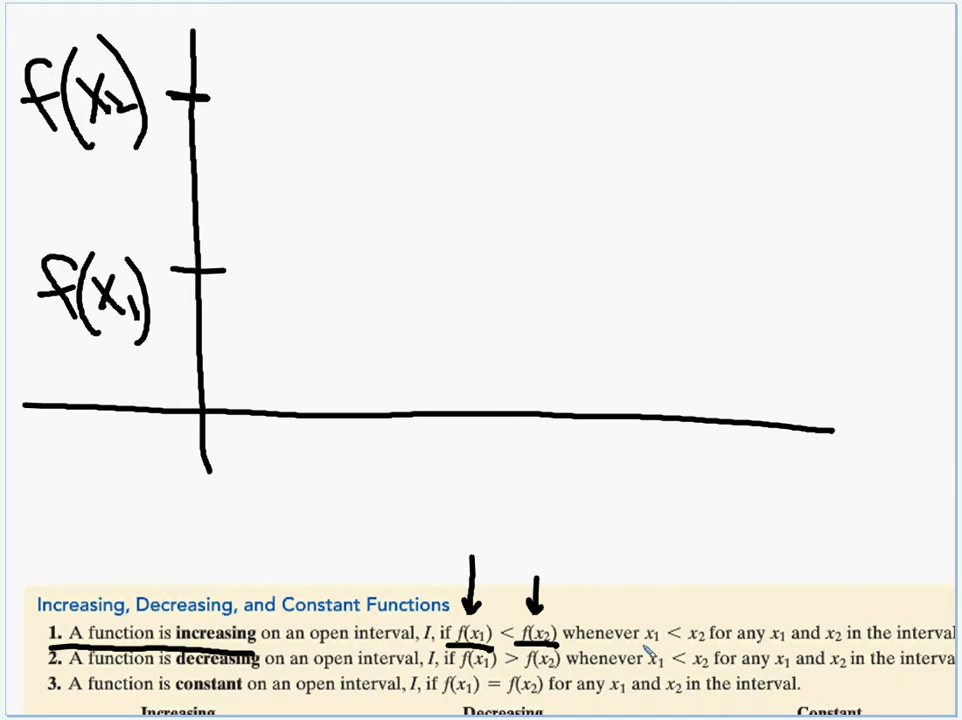 f(x₂)
f(x₁)
Increasing, Decreasing, and Constant Functions
1. A function is increasing on an open interval, I, if f(x₁) < f(x₂) whenever x₁ < x₂ for any x₁ and x₂ in the interval
2. A function is decreasing on an open interval, I, if f(x₁) > f(x₂) whenever x₁ < x₂ for any x₁ and x₂ in the interva
3. A function is constant on an open interval, I, if f(x₁) = f(x₂) for any x₁ and x₂ in the interval.
Increasing Decreasing Constant